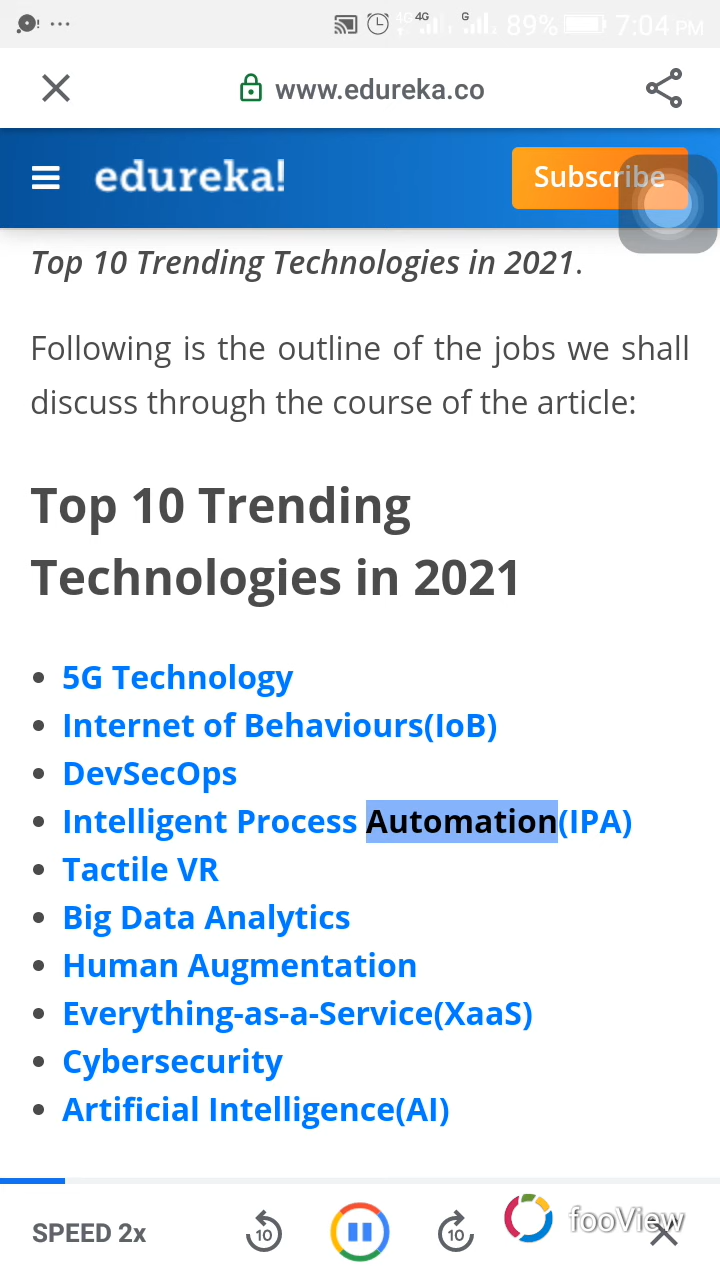 4G 4G G 89% 7:04 PM
www.edureka.co
edureka! Subscribe
Top 10 Trending Technologies in 2021.
Following is the outline of the jobs we shall
discuss through the course of the article:
Top 10 Trending
Technologies in 2021
5G Technology
Internet of Behaviours(IoB)
DevSecOps
Intelligent Process Automation(IPA)
Tactile VR
Big Data Analytics
Human Augmentation
Everything-as-a-Service(XaaS)
Cybersecurity
Artificial Intelligence(AI)
SPEED 2x 10 10 fooView